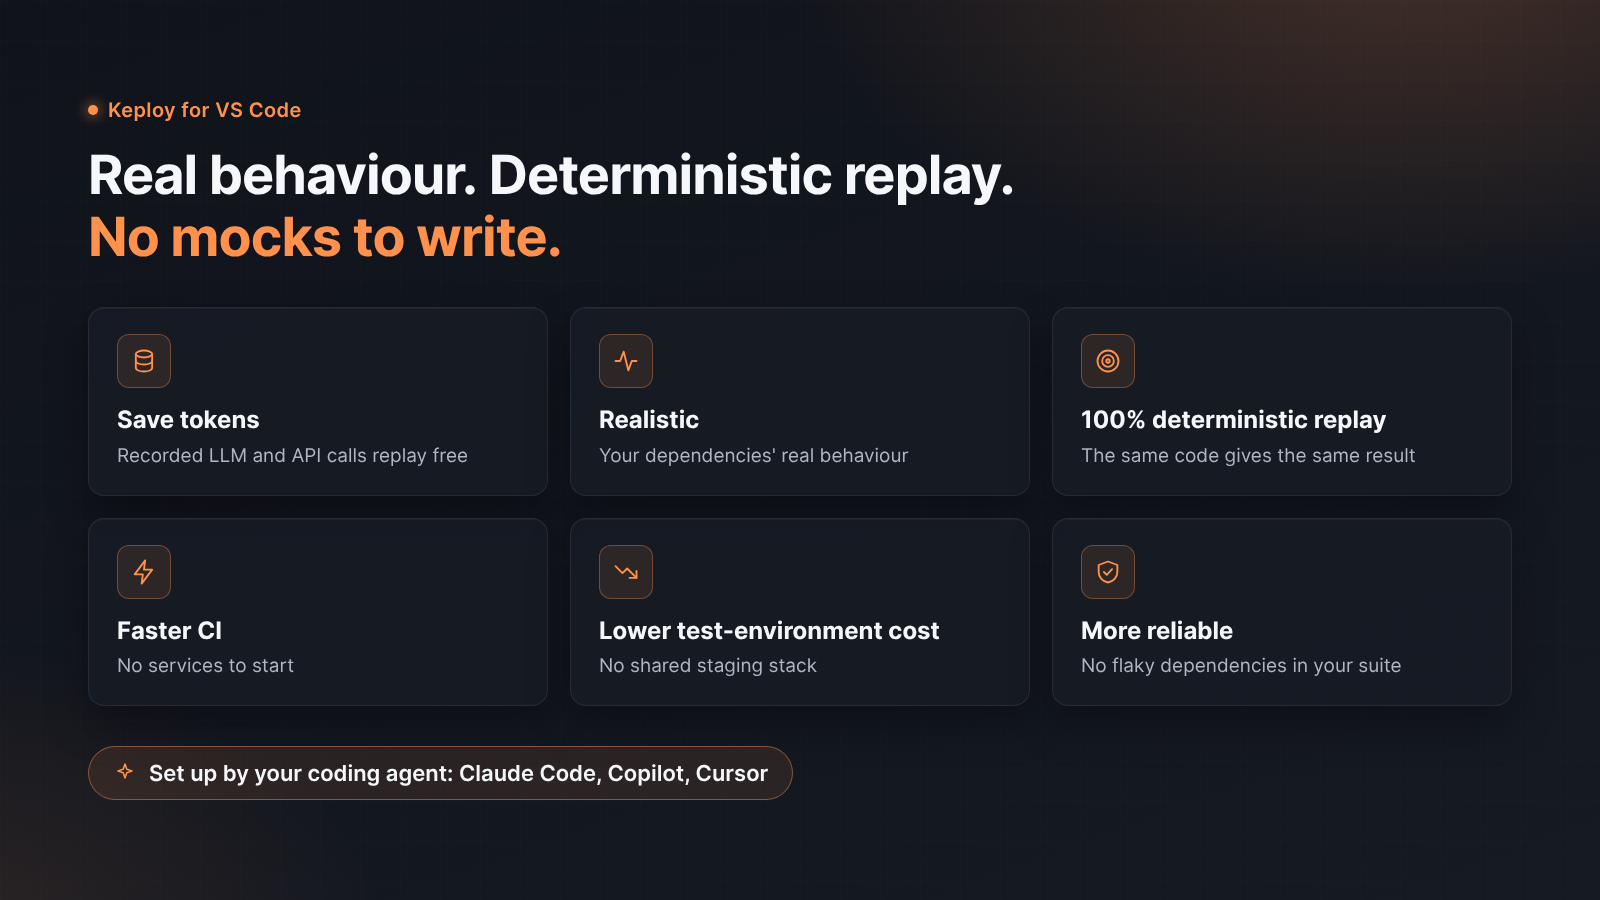 Keploy for VS Code
Real behaviour. Deterministic replay.
No mocks to write.
Save tokens
Recorded LLM and API calls replay free
Realistic
Your dependencies' real behaviour
100% deterministic replay
The same code gives the same result
Faster CI
No services to start
Lower test-environment cost
No shared staging stack
More reliable
No flaky dependencies in your suite
Set up by your coding agent: Claude Code, Copilot, Cursor